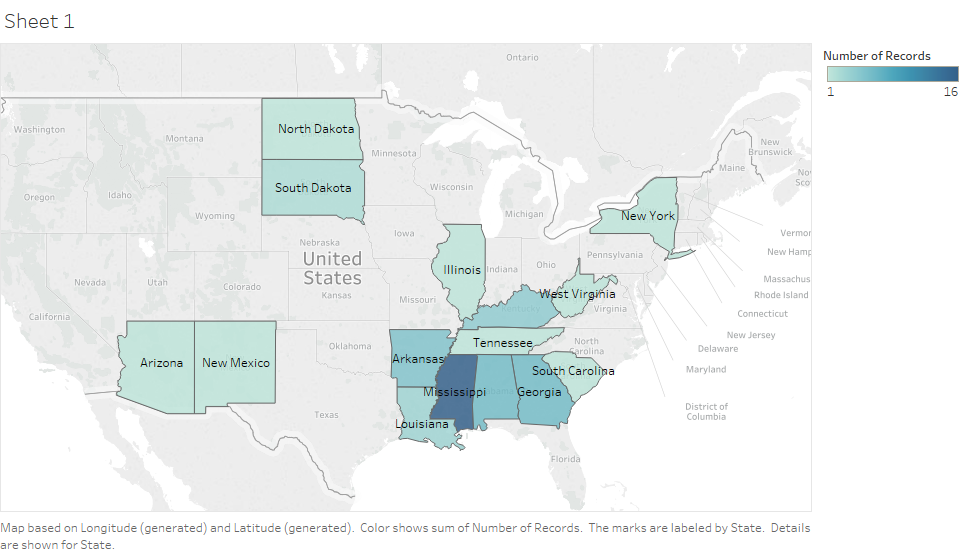 Sheet 1
Number of Records
1 16
Ontario
Washington
Montana
North Dakota
Minnesota
New
Brunswick
Maine
Oregon
Idaho
South Dakota
Wisconsin
Wyoming
Michigan
New York
Iowa
Nebraska
United
States
Illinois
Indiana
Ohio
Pennsylvania
Nevada
Utah
Colorado
Kansas
Missouri
Kentucky
West Virginia
Virginia
California
Arizona
New Mexico
Oklahoma
Arkansas
Tennessee
North
Carolina
South Carolina
Mississippi
Georgia
Texas
Louisiana
Florida
Vermon
New Hamp
Massachus
Rhode Island
Connecticut
New Jersey
Delaware
Maryland
District of
Columbia
Map based on Longitude (generated) and Latitude (generated).  Color shows sum of Number of Records.  The marks are labeled by State.  Details
are shown for State.